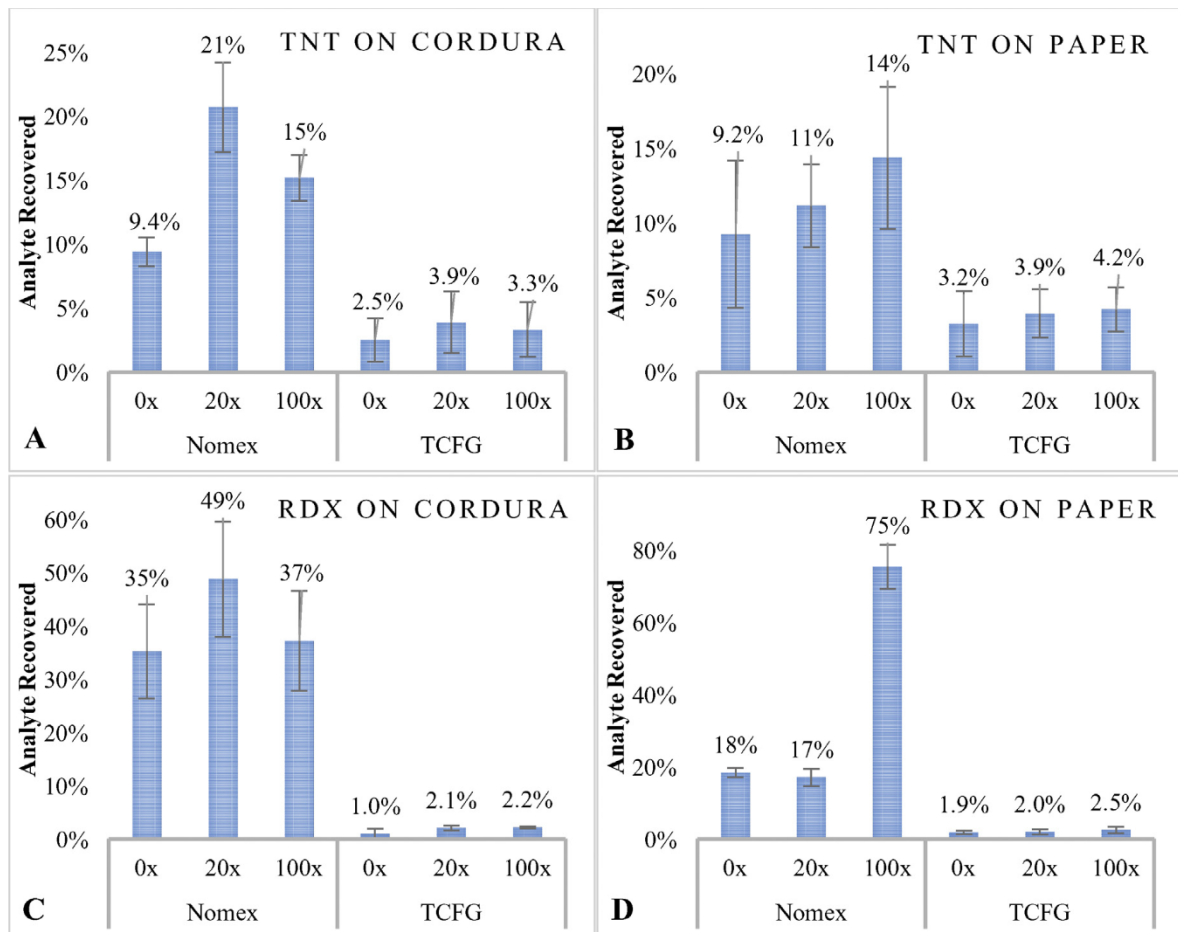 TNT ON CORDURA
Analyte Recovered
25%
20%
15%
10%
5%
0%
9.4%
21%
15%
2.5%
3.9%
3.3%
0x 20x 100x 0x 20x 100x
Nomex TCFG
A
TNT ON PAPER
Analyte Recovered
20%
15%
10%
5%
0%
9.2%
11%
14%
3.2%
3.9%
4.2%
0x 20x 100x 0x 20x 100x
Nomex TCFG
B
RDX ON CORDURA
Analyte Recovered
60%
50%
40%
30%
20%
10%
0%
35%
49%
37%
1.0%
2.1%
2.2%
0x 20x 100x 0x 20x 100x
Nomex TCFG
C
RDX ON PAPER
Analyte Recovered
80%
60%
40%
20%
0%
18%
17%
75%
1.9%
2.0%
2.5%
0x 20x 100x 0x 20x 100x
Nomex TCFG
D